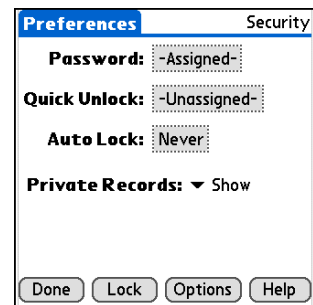 Preferences Security
Password: -Assigned-
Quick Unlock: -Unassigned-
Auto Lock: Never
Private Records: Show
Done Lock Options Help